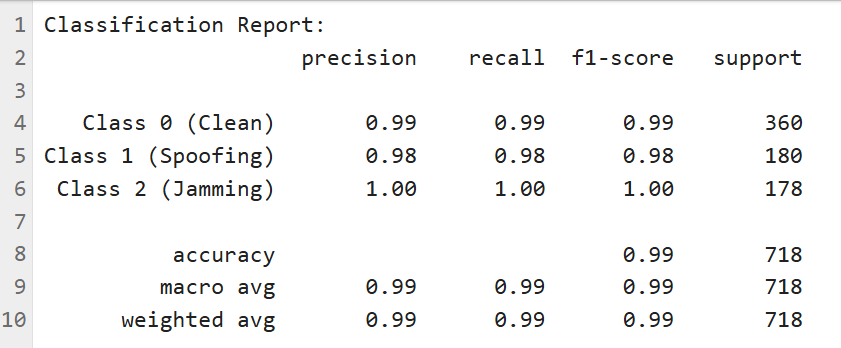 1 Classification Report:
2 precision recall f1-score support
3
4 Class 0 (Clean) 0.99 0.99 0.99 360
5 Class 1 (Spoofing) 0.98 0.98 0.98 180
6 Class 2 (Jamming) 1.00 1.00 1.00 178
7
8 accuracy 0.99 718
9 macro avg 0.99 0.99 0.99 718
10 weighted avg 0.99 0.99 0.99 718